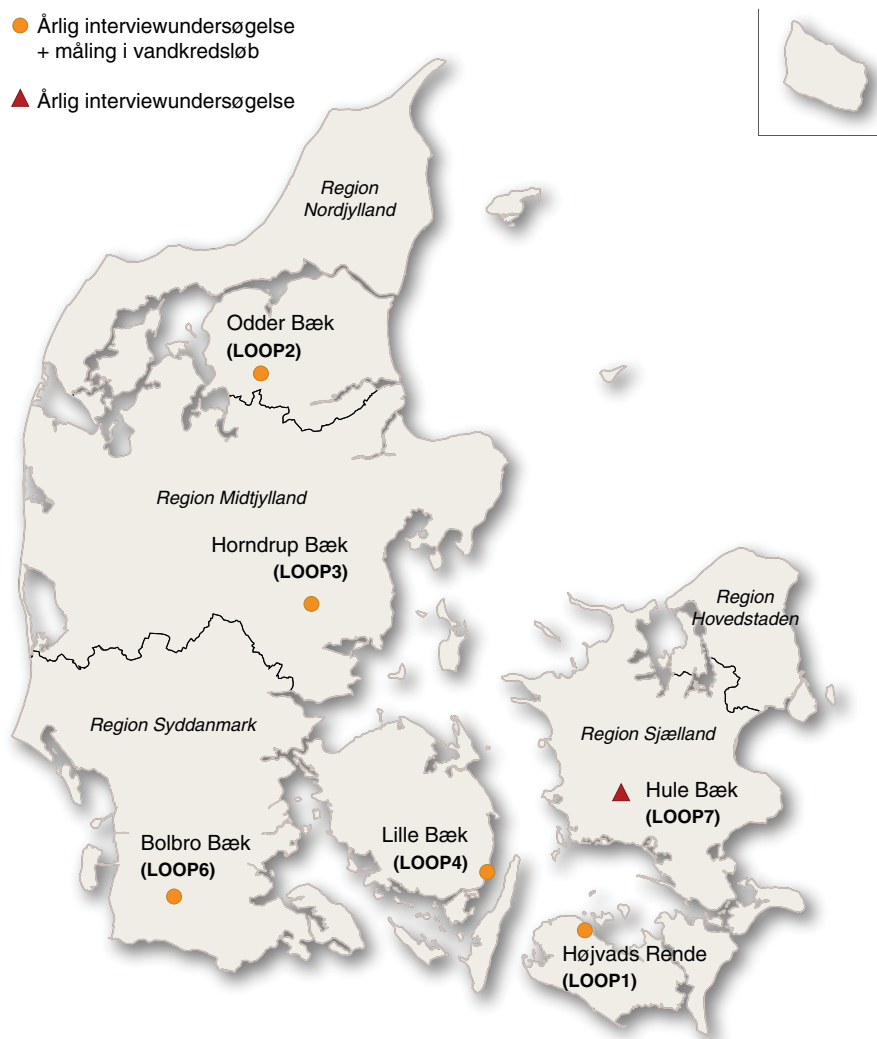 Årlig interviewundersøgelse
+ måling i vandkredsløb
Årlig interviewundersøgelse
Region
Nordjylland
Odder Bæk
(LOOP2)
Region Midtjylland
Horndrup Bæk
(LOOP3)
Region
Hovedstaden
Region Syddanmark
Region Sjælland
Hule Bæk
(LOOP7)
Lille Bæk
(LOOP4)
Bolbro Bæk
(LOOP6)
Højvads Rende
(LOOP1)